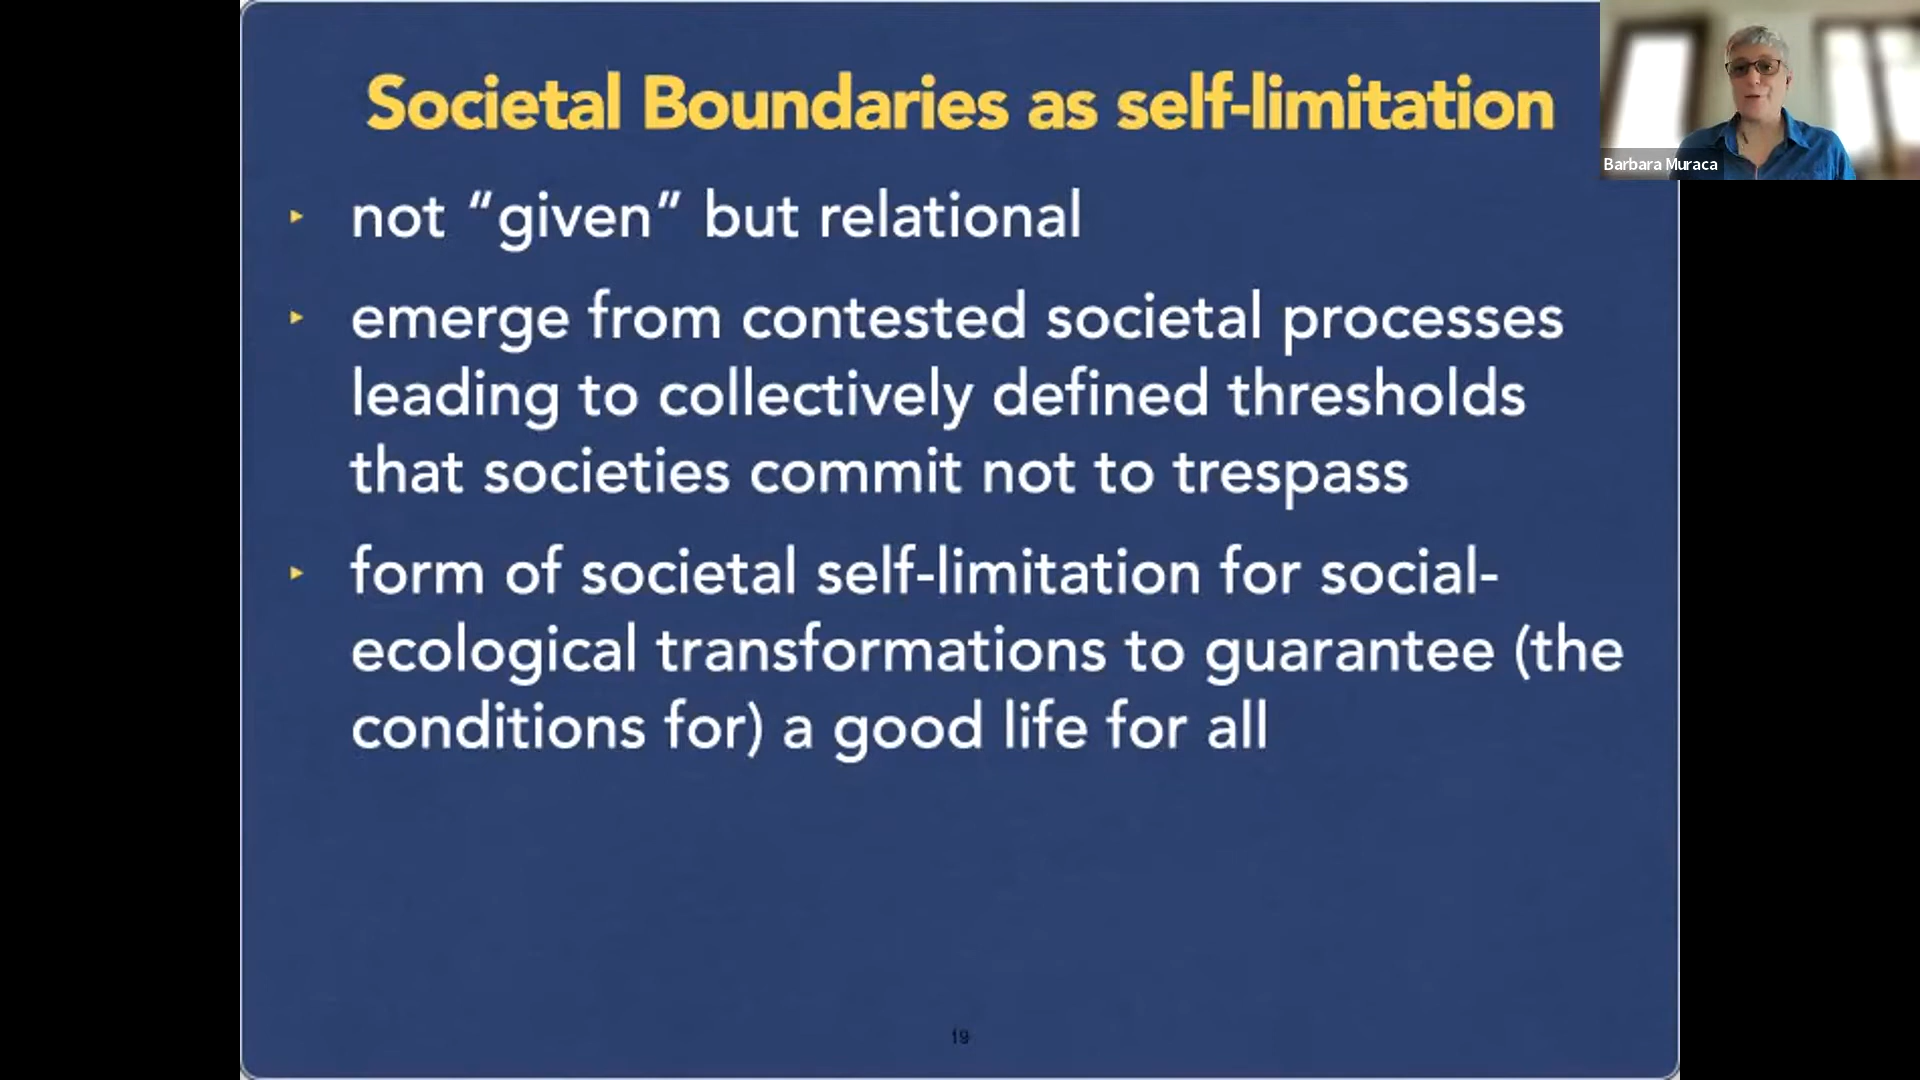 Societal Boundaries as self-limitation
Barbara Muraca
▸ not “given” but relational
▸ emerge from contested societal processes
leading to collectively defined thresholds
that societies commit not to trespass
▸ form of societal self-limitation for social-
ecological transformations to guarantee (the
conditions for) a good life for all
19